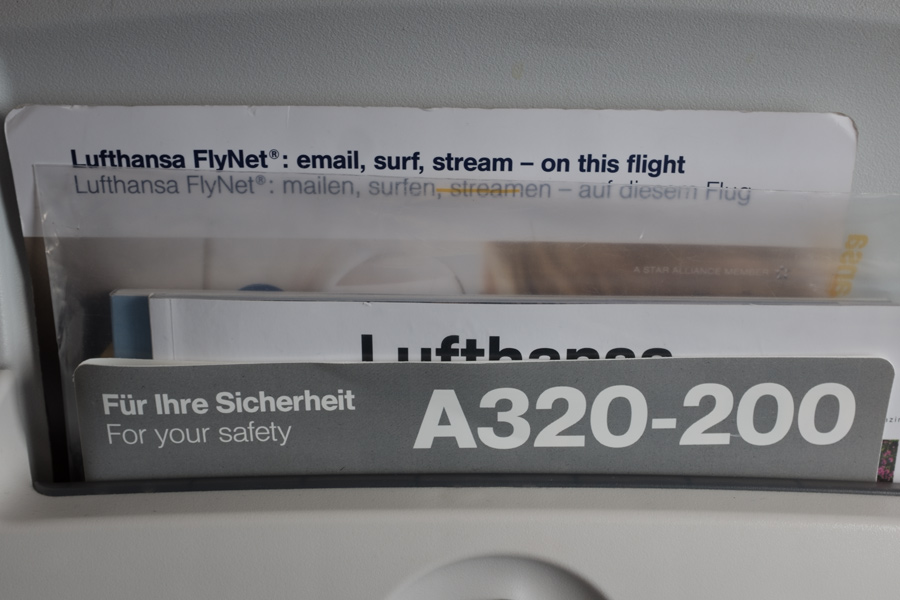 Lufthansa FlyNet®: email, surf, stream – on this flight
Lufthansa FlyNet®: mailen, surfen, streamen – auf diesem Flug
A STAR ALLIANCE MEMBER
Lufthansa
Für Ihre Sicherheit
For your safety
A320-200